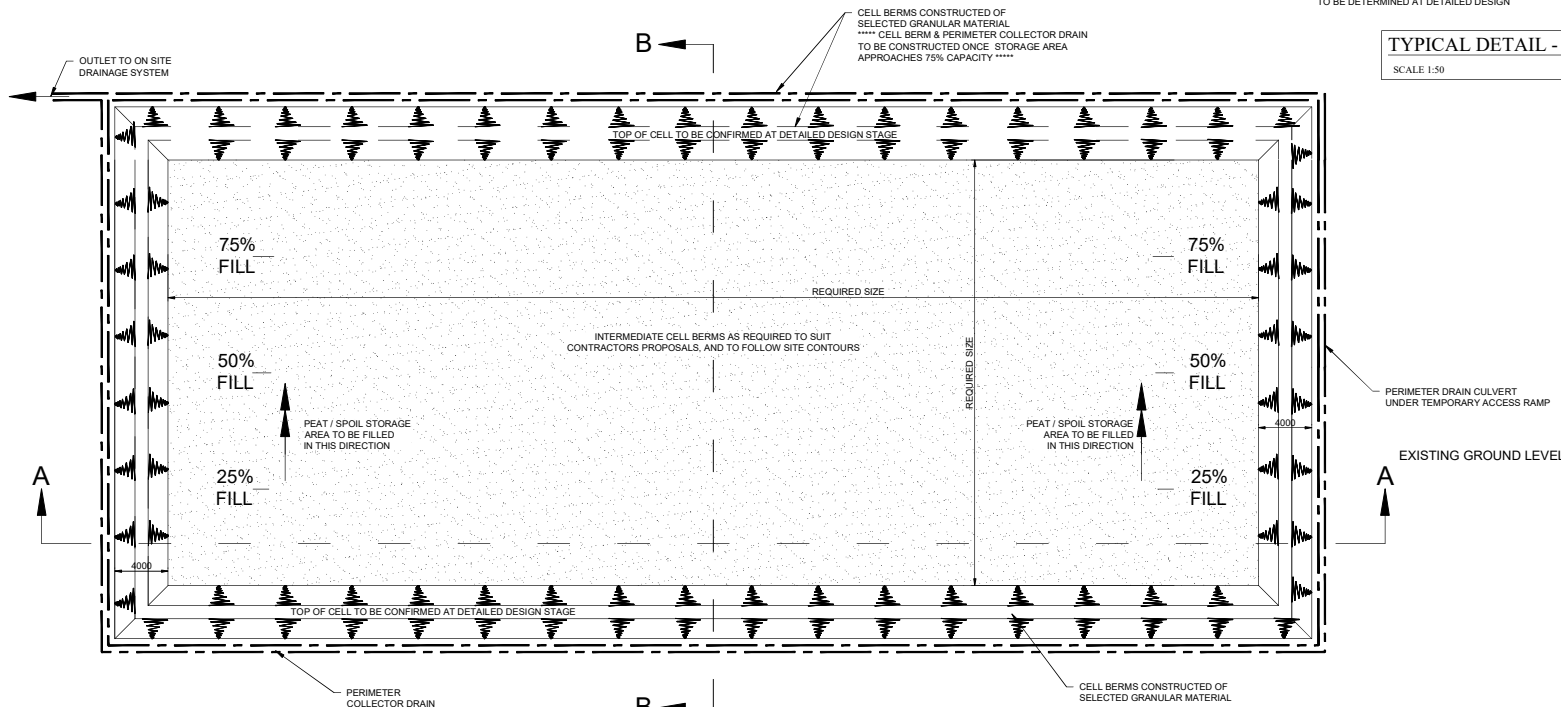 TO BE DETERMINED AT DETAILED DESIGN
TYPICAL DETAIL -
SCALE 1:50
CELL BERMS CONSTRUCTED OF
SELECTED GRANULAR MATERIAL
***** CELL BERM & PERIMETER COLLECTOR DRAIN
TO BE CONSTRUCTED ONCE STORAGE AREA
APPROACHES 75% CAPACITY *****
B
OUTLET TO ON SITE
DRAINAGE SYSTEM
TOP OF CELL TO BE CONFIRMED AT DETAILED DESIGN STAGE
75%
FILL
75%
FILL
REQUIRED SIZE
INTERMEDIATE CELL BERMS AS REQUIRED TO SUIT
CONTRACTORS PROPOSALS, AND TO FOLLOW SITE CONTOURS
REQUIRED SIZE
50%
FILL
50%
FILL
PERIMETER DRAIN CULVERT
UNDER TEMPORARY ACCESS RAMP
PEAT / SPOIL STORAGE
AREA TO BE FILLED
IN THIS DIRECTION
PEAT / SPOIL STORAGE
AREA TO BE FILLED
IN THIS DIRECTION
4000
EXISTING GROUND LEVEL
A
25%
FILL
25%
FILL
A
4000
TOP OF CELL TO BE CONFIRMED AT DETAILED DESIGN STAGE
PERIMETER
COLLECTOR DRAIN
B
CELL BERMS CONSTRUCTED OF
SELECTED GRANULAR MATERIAL